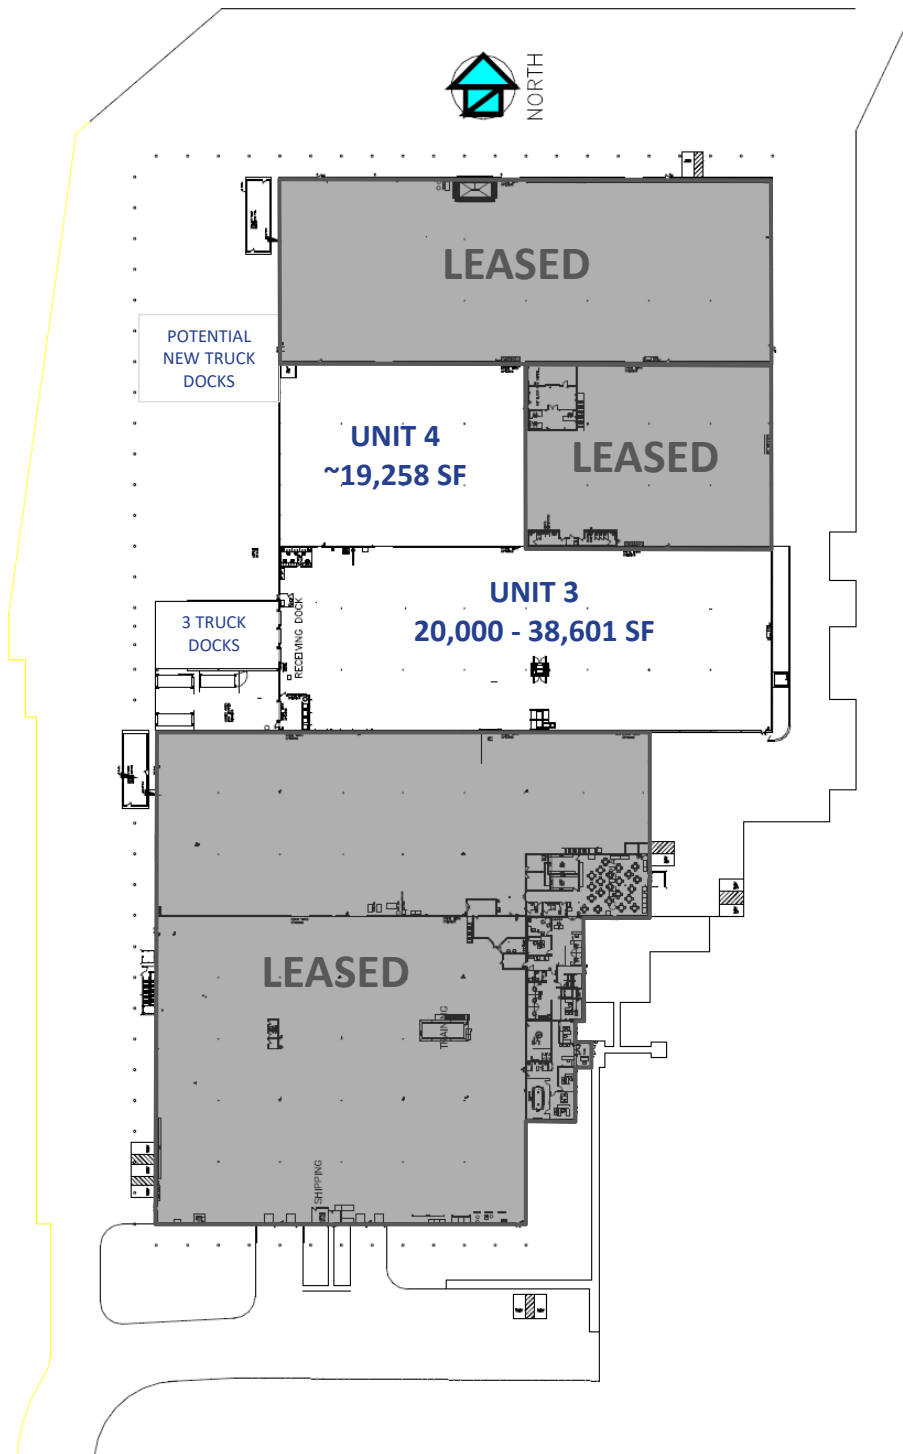 NORTH
LEASED
POTENTIAL
NEW TRUCK
DOCKS
UNIT 4
~19,258 SF
LEASED
UNIT 3
20,000 - 38,601 SF
3 TRUCK
DOCKS
RECEIVING DOCK
LEASED
TRAINING
SHIPPING